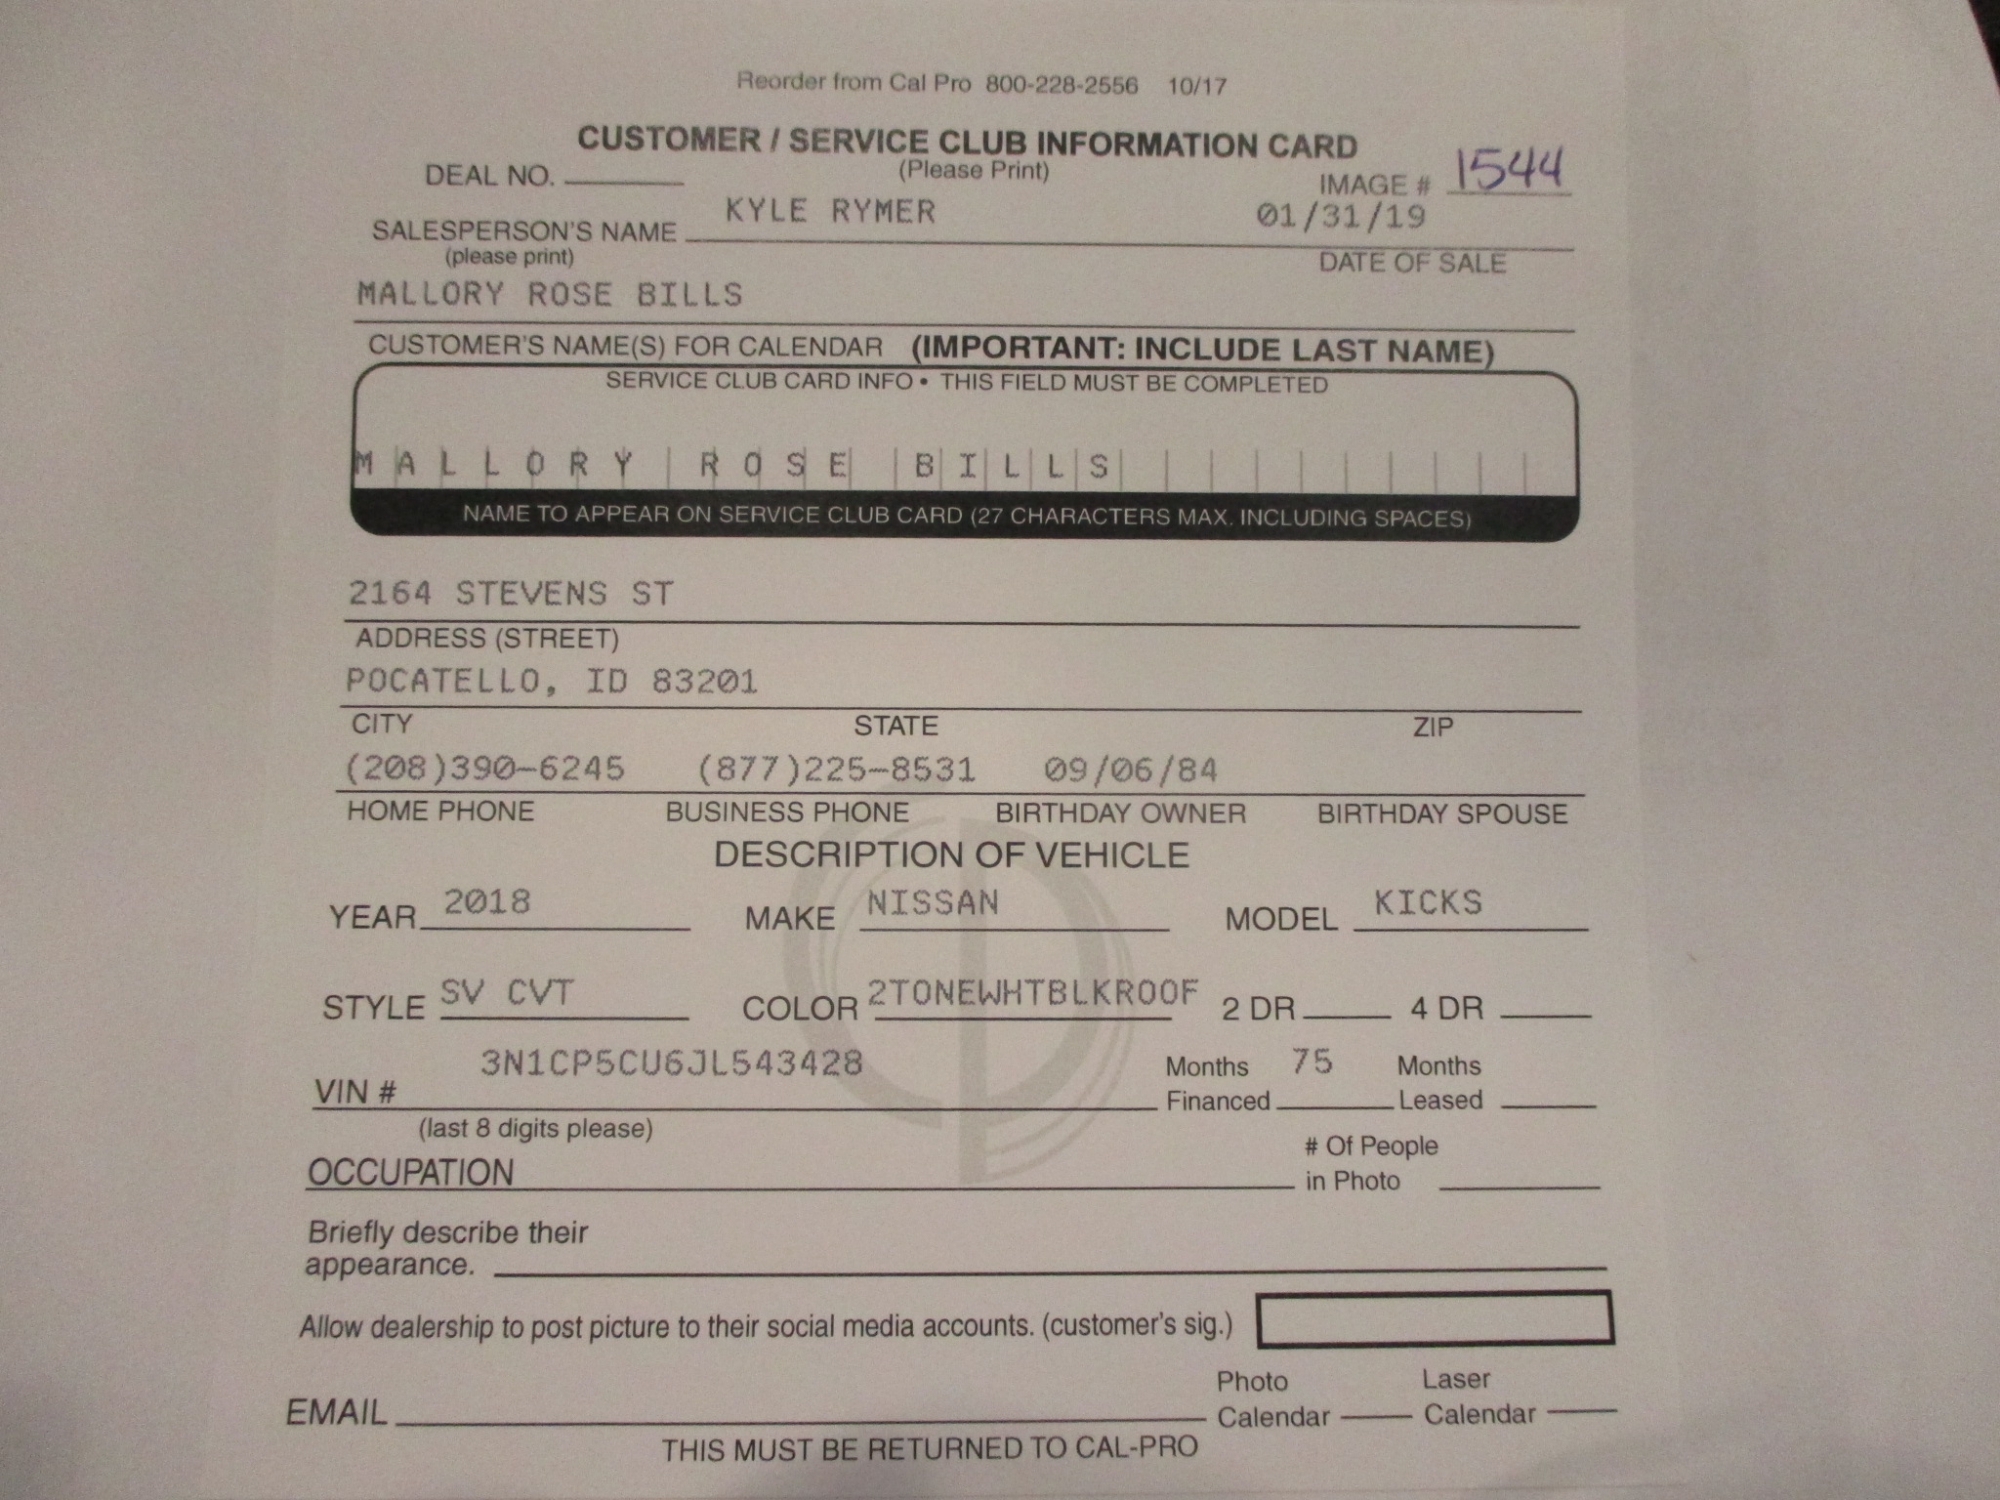 Reorder from Cal Pro 800-228-2556 10/17
CUSTOMER / SERVICE CLUB INFORMATION CARD
(Please Print)
DEAL NO.
IMAGE # 1544
SALESPERSON'S NAME KYLE RYMER 01/31/19
(please print) DATE OF SALE
MALLORY ROSE BILLS
CUSTOMER'S NAME(S) FOR CALENDAR (IMPORTANT: INCLUDE LAST NAME)
SERVICE CLUB CARD INFO • THIS FIELD MUST BE COMPLETED
MALLORY ROSE BILLS
NAME TO APPEAR ON SERVICE CLUB CARD (27 CHARACTERS MAX. INCLUDING SPACES)
2164 STEVENS ST
ADDRESS (STREET)
POCATELLO, ID 83201
CITY STATE ZIP
(208)390-6245 (877)225-8531 09/06/84
HOME PHONE BUSINESS PHONE BIRTHDAY OWNER BIRTHDAY SPOUSE
DESCRIPTION OF VEHICLE
YEAR 2018 MAKE NISSAN MODEL KICKS
STYLE SV CVT COLOR 2TONEWHTBLKROOF 2 DR 4 DR
VIN # 3N1CP5CU6JL543428 Months Financed 75 Months Leased
(last 8 digits please)
OCCUPATION # Of People in Photo
Briefly describe their
appearance.
Allow dealership to post picture to their social media accounts. (customer's sig.)
EMAIL Photo Calendar Laser Calendar
THIS MUST BE RETURNED TO CAL-PRO